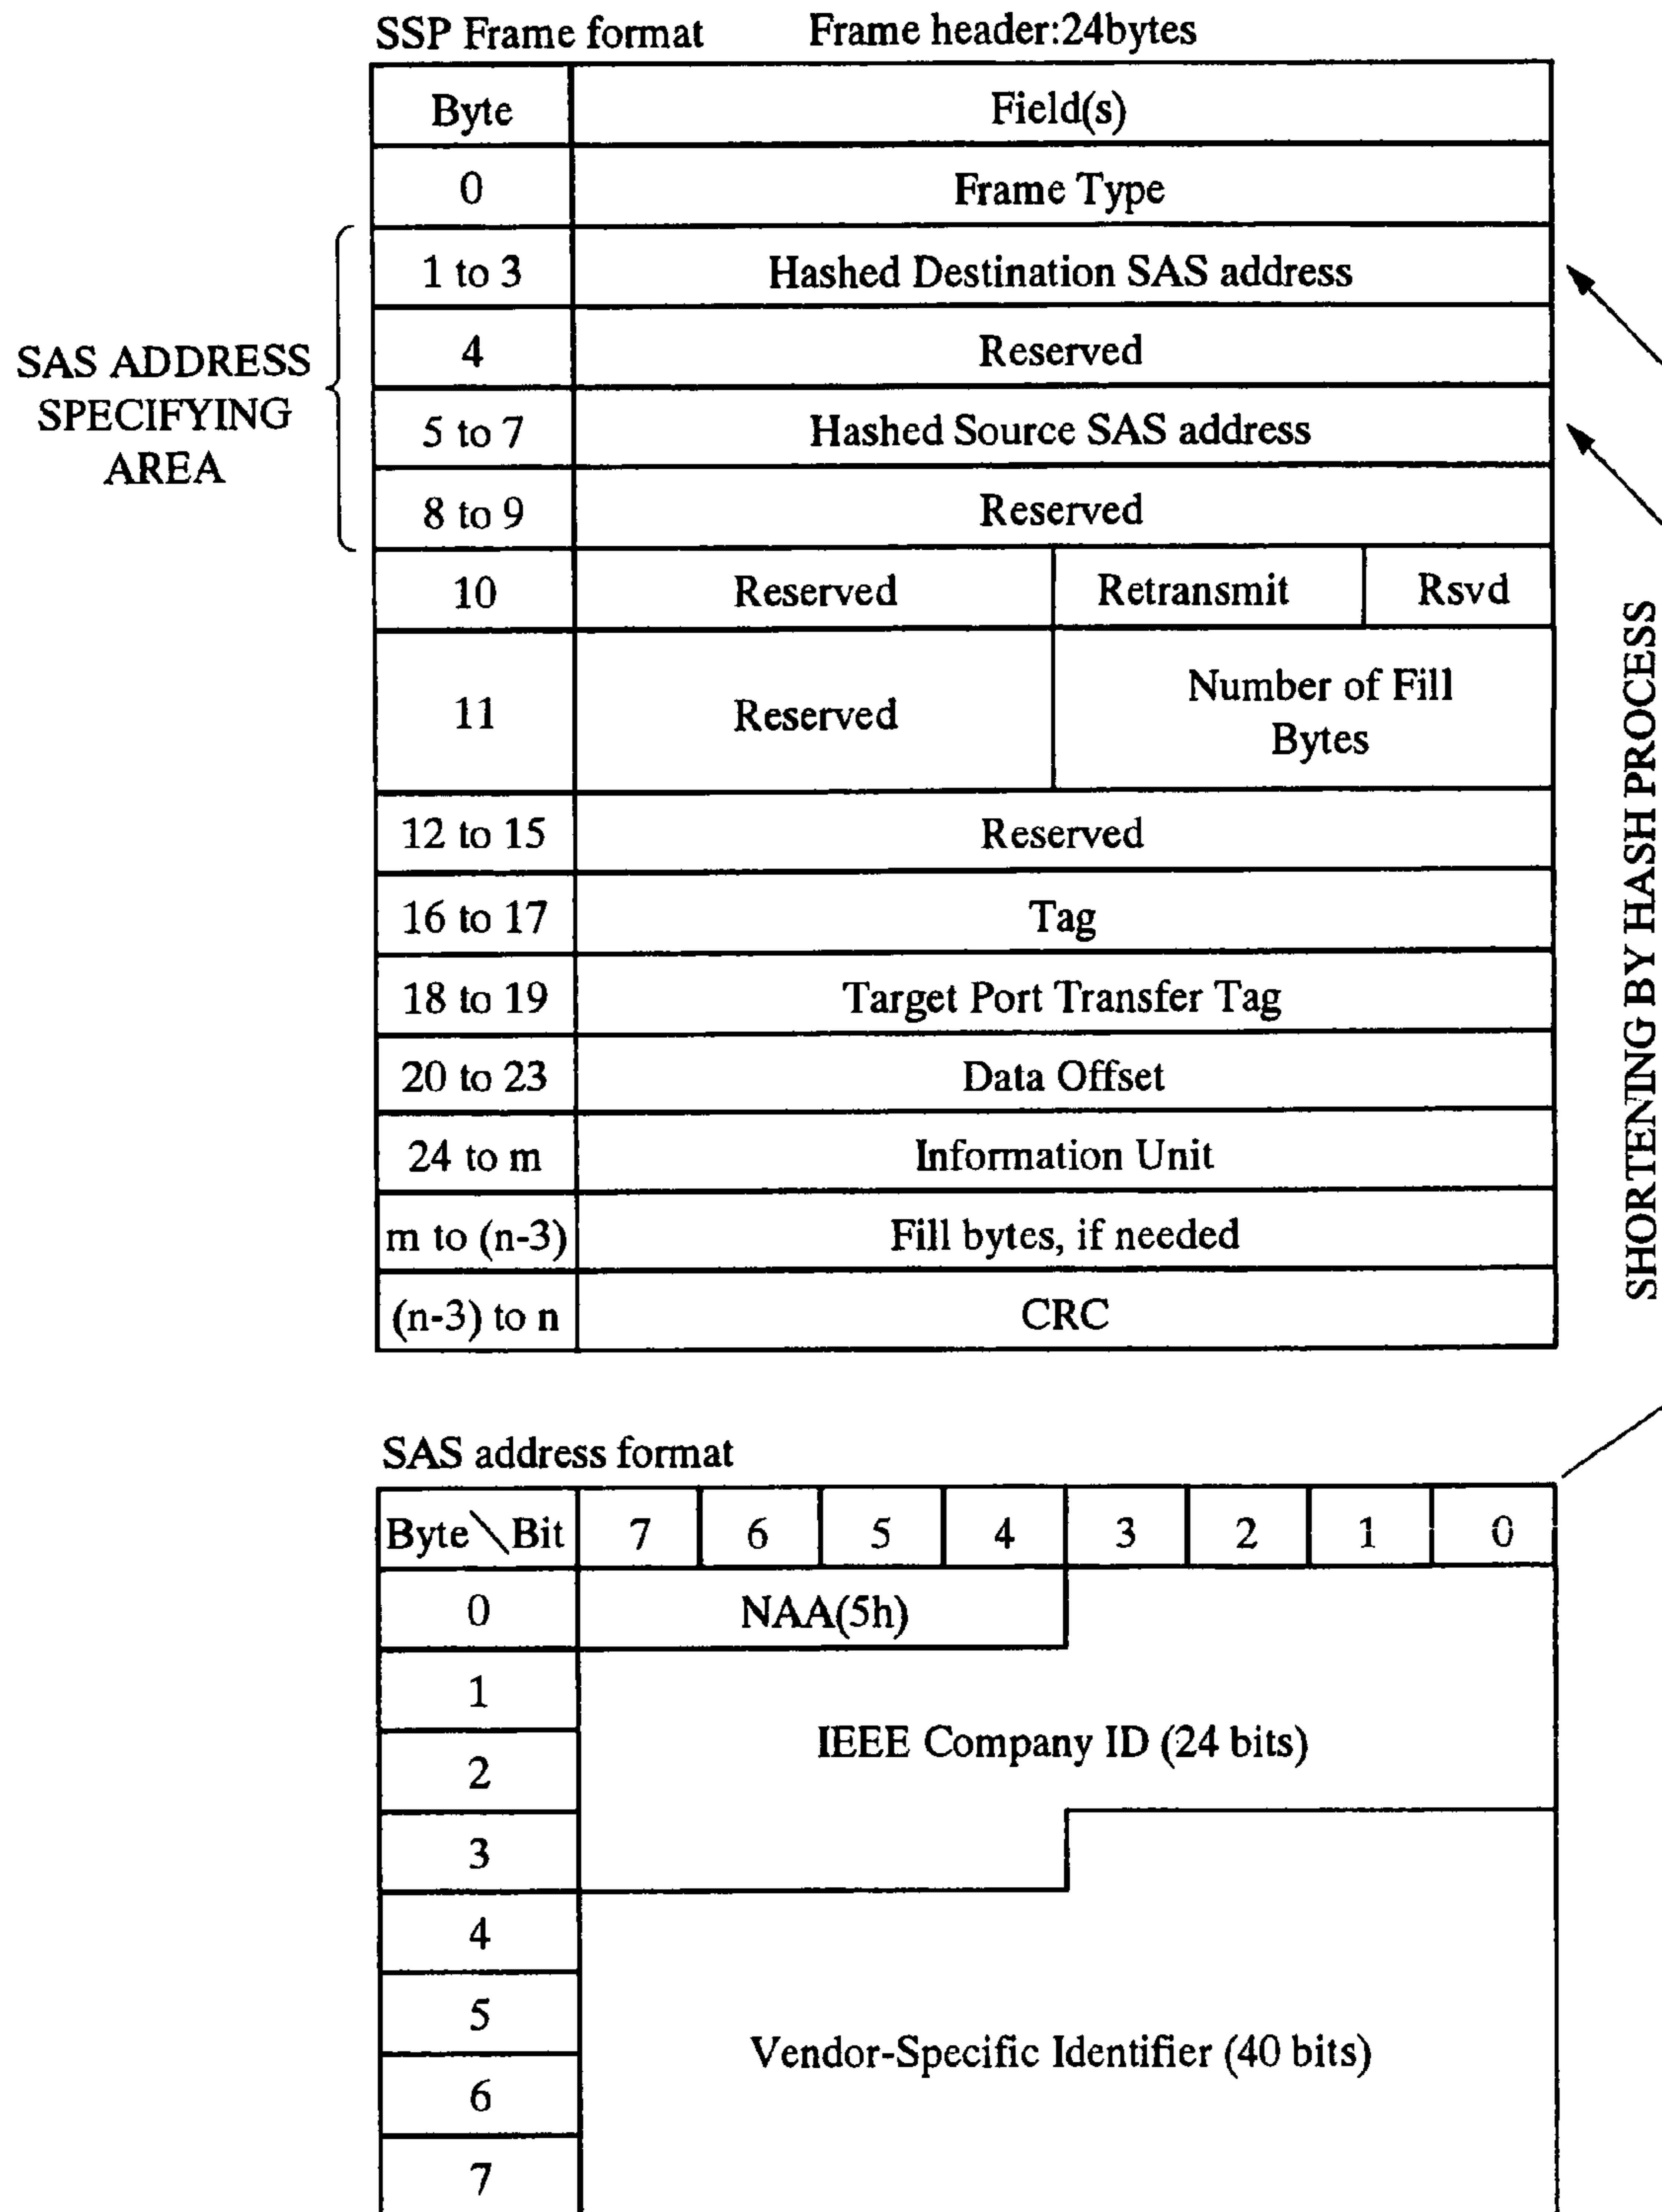 SSP Frame format Frame header:24bytes
Byte Field(s)
0 Frame Type
1 to 3 Hashed Destination SAS address
4 Reserved
5 to 7 Hashed Source SAS address
8 to 9 Reserved
SAS ADDRESS
SPECIFYING
AREA
10 Reserved Retransmit Rsvd
11 Reserved Number of Fill
Bytes
12 to 15 Reserved
16 to 17 Tag
18 to 19 Target Port Transfer Tag
20 to 23 Data Offset
24 to m Information Unit
m to (n-3) Fill bytes, if needed
(n-3) to n CRC
SHORTENING BY HASH PROCESS
SAS address format
Byte\Bit 7 6 5 4 3 2 1 0
0 NAA(5h)
1
IEEE Company ID (24 bits)
2
3
4
5
Vendor-Specific Identifier (40 bits)
6
7